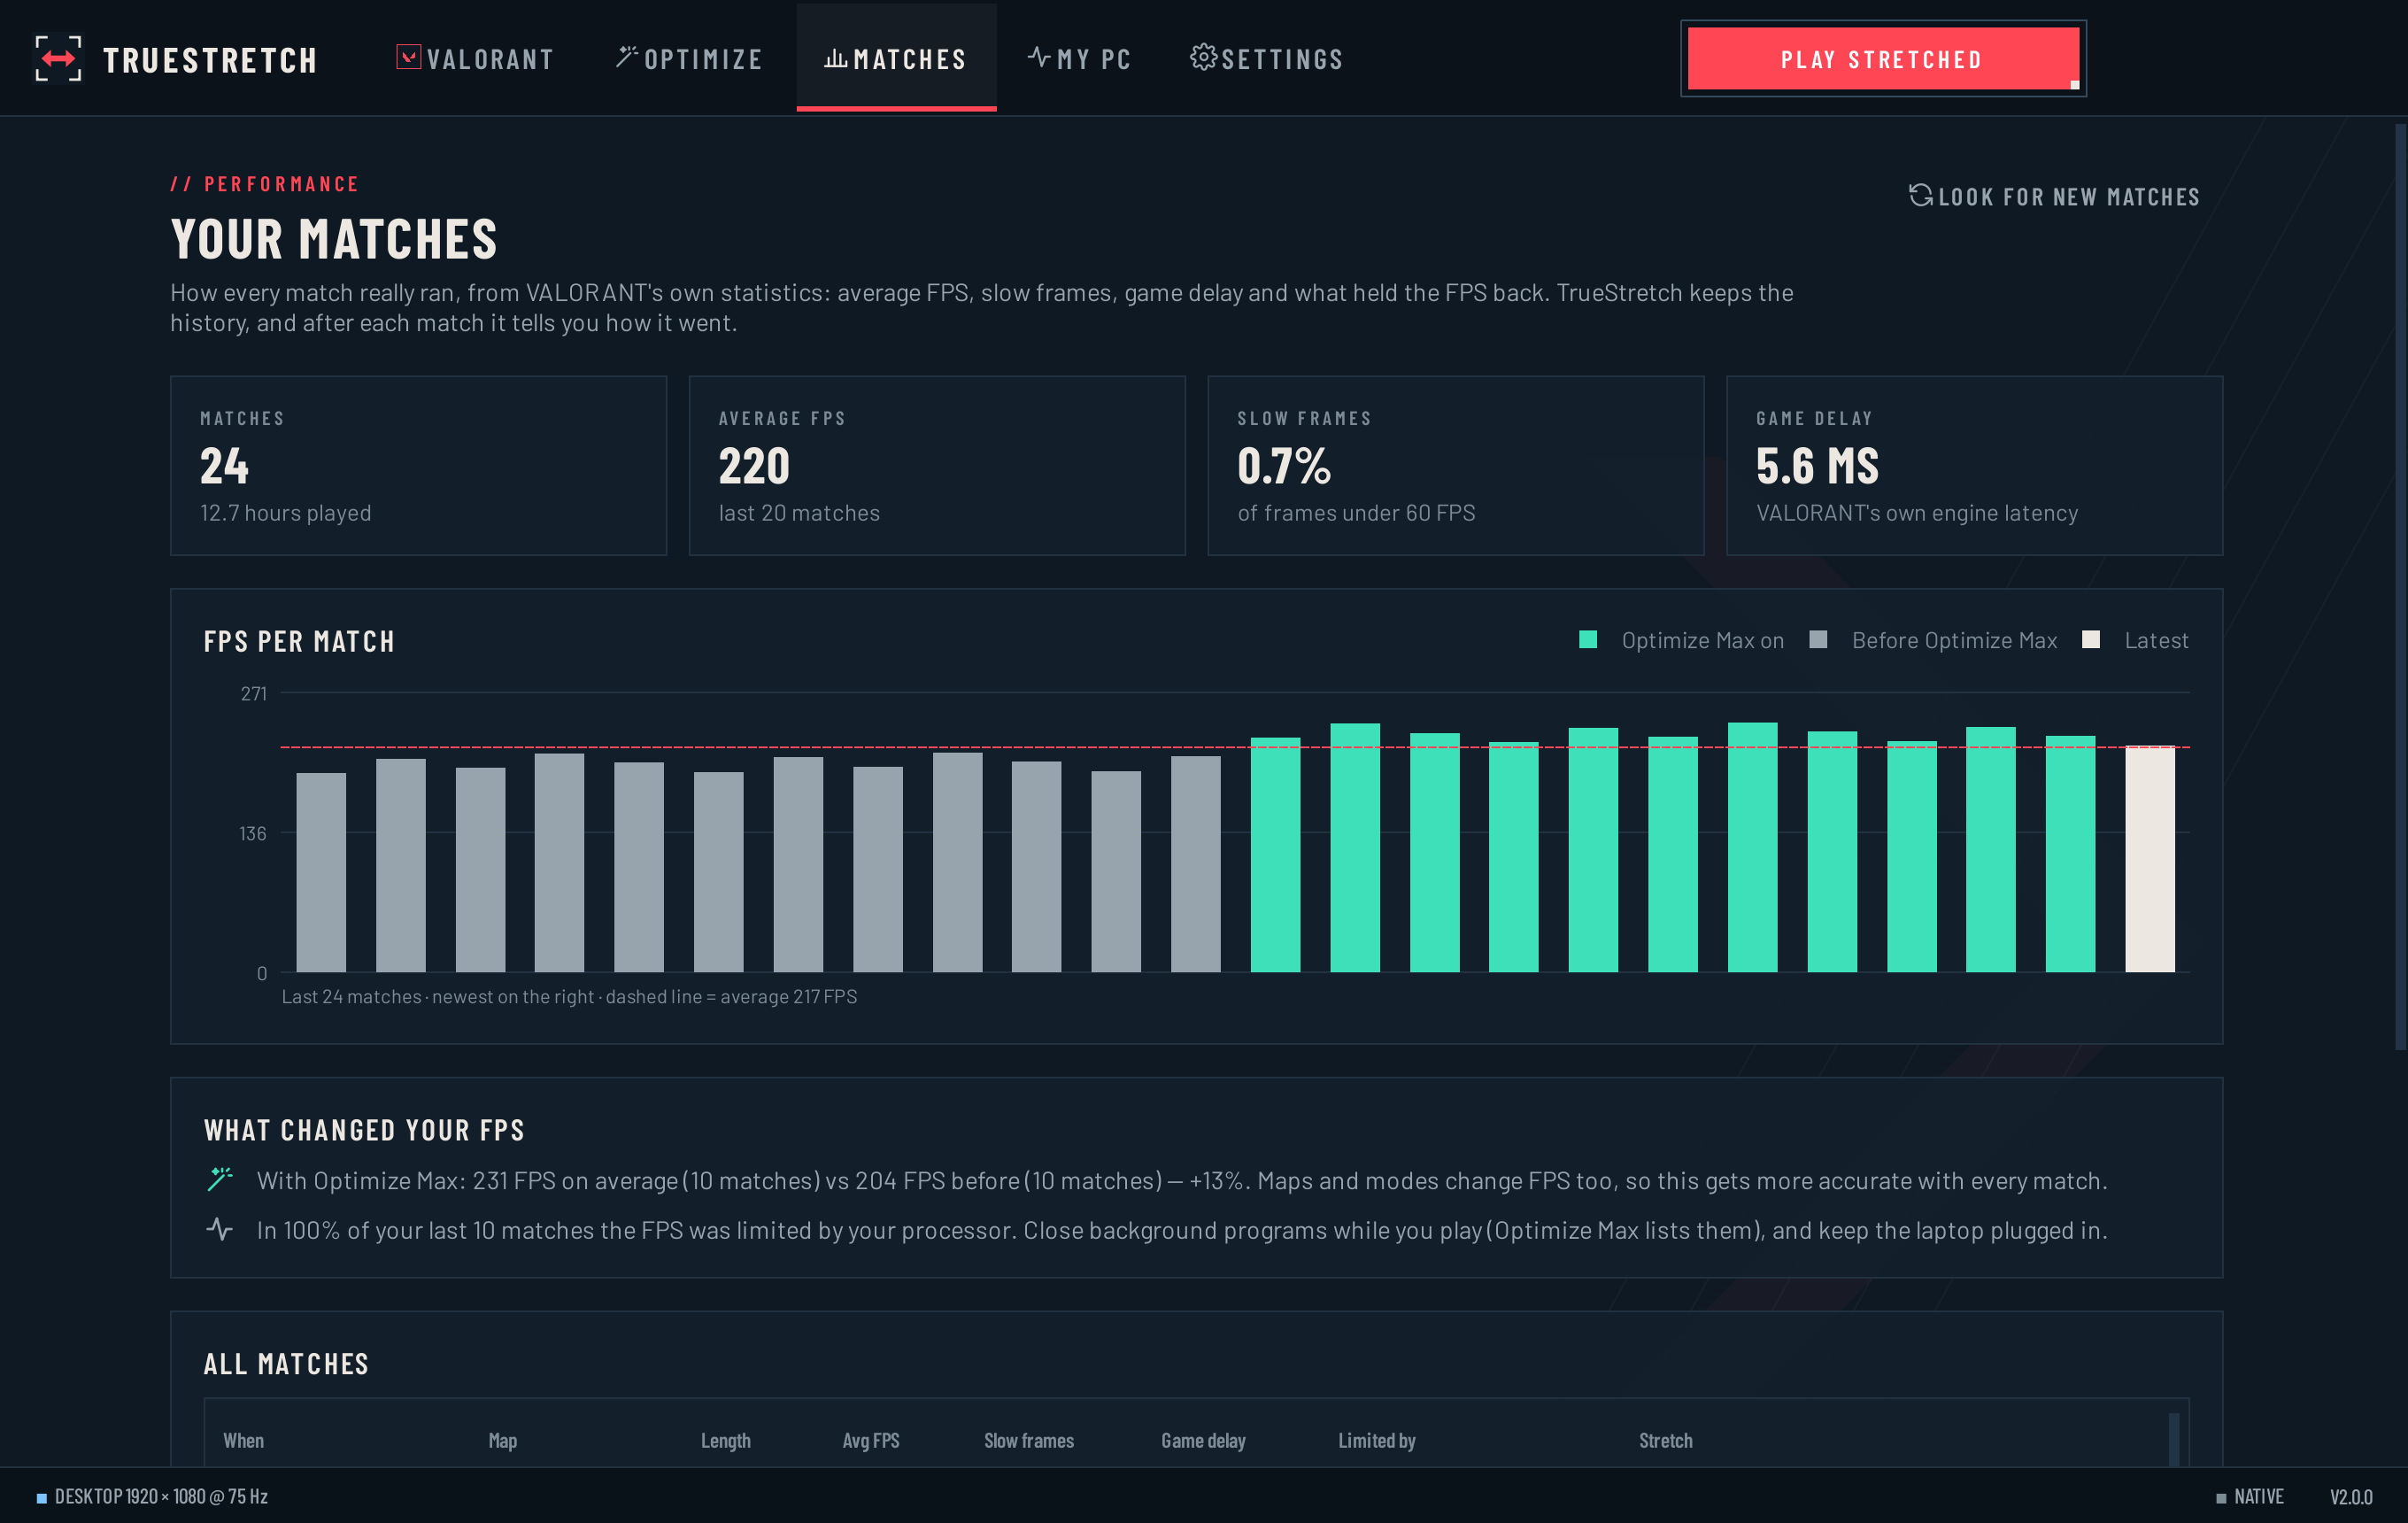 TRUESTRETCH
VALORANT
OPTIMIZE
MATCHES
MY PC
SETTINGS
PLAY STRETCHED
// PERFORMANCE
LOOK FOR NEW MATCHES
YOUR MATCHES
How every match really ran, from VALORANT's own statistics: average FPS, slow frames, game delay and what held the FPS back. TrueStretch keeps the
history, and after each match it tells you how it went.
MATCHES
24
12.7 hours played
AVERAGE FPS
220
last 20 matches
SLOW FRAMES
0.7%
of frames under 60 FPS
GAME DELAY
5.6 MS
VALORANT's own engine latency
FPS PER MATCH
Optimize Max on
Before Optimize Max
Latest
271
136
0
Last 24 matches · newest on the right · dashed line = average 217 FPS
WHAT CHANGED YOUR FPS
With Optimize Max: 231 FPS on average (10 matches) vs 204 FPS before (10 matches) — +13%. Maps and modes change FPS too, so this gets more accurate with every match.
In 100% of your last 10 matches the FPS was limited by your processor. Close background programs while you play (Optimize Max lists them), and keep the laptop plugged in.
ALL MATCHES
When Map Length Avg FPS Slow frames Game delay Limited by Stretch
DESKTOP 1920 × 1080 @ 75 Hz
NATIVE
V2.0.0